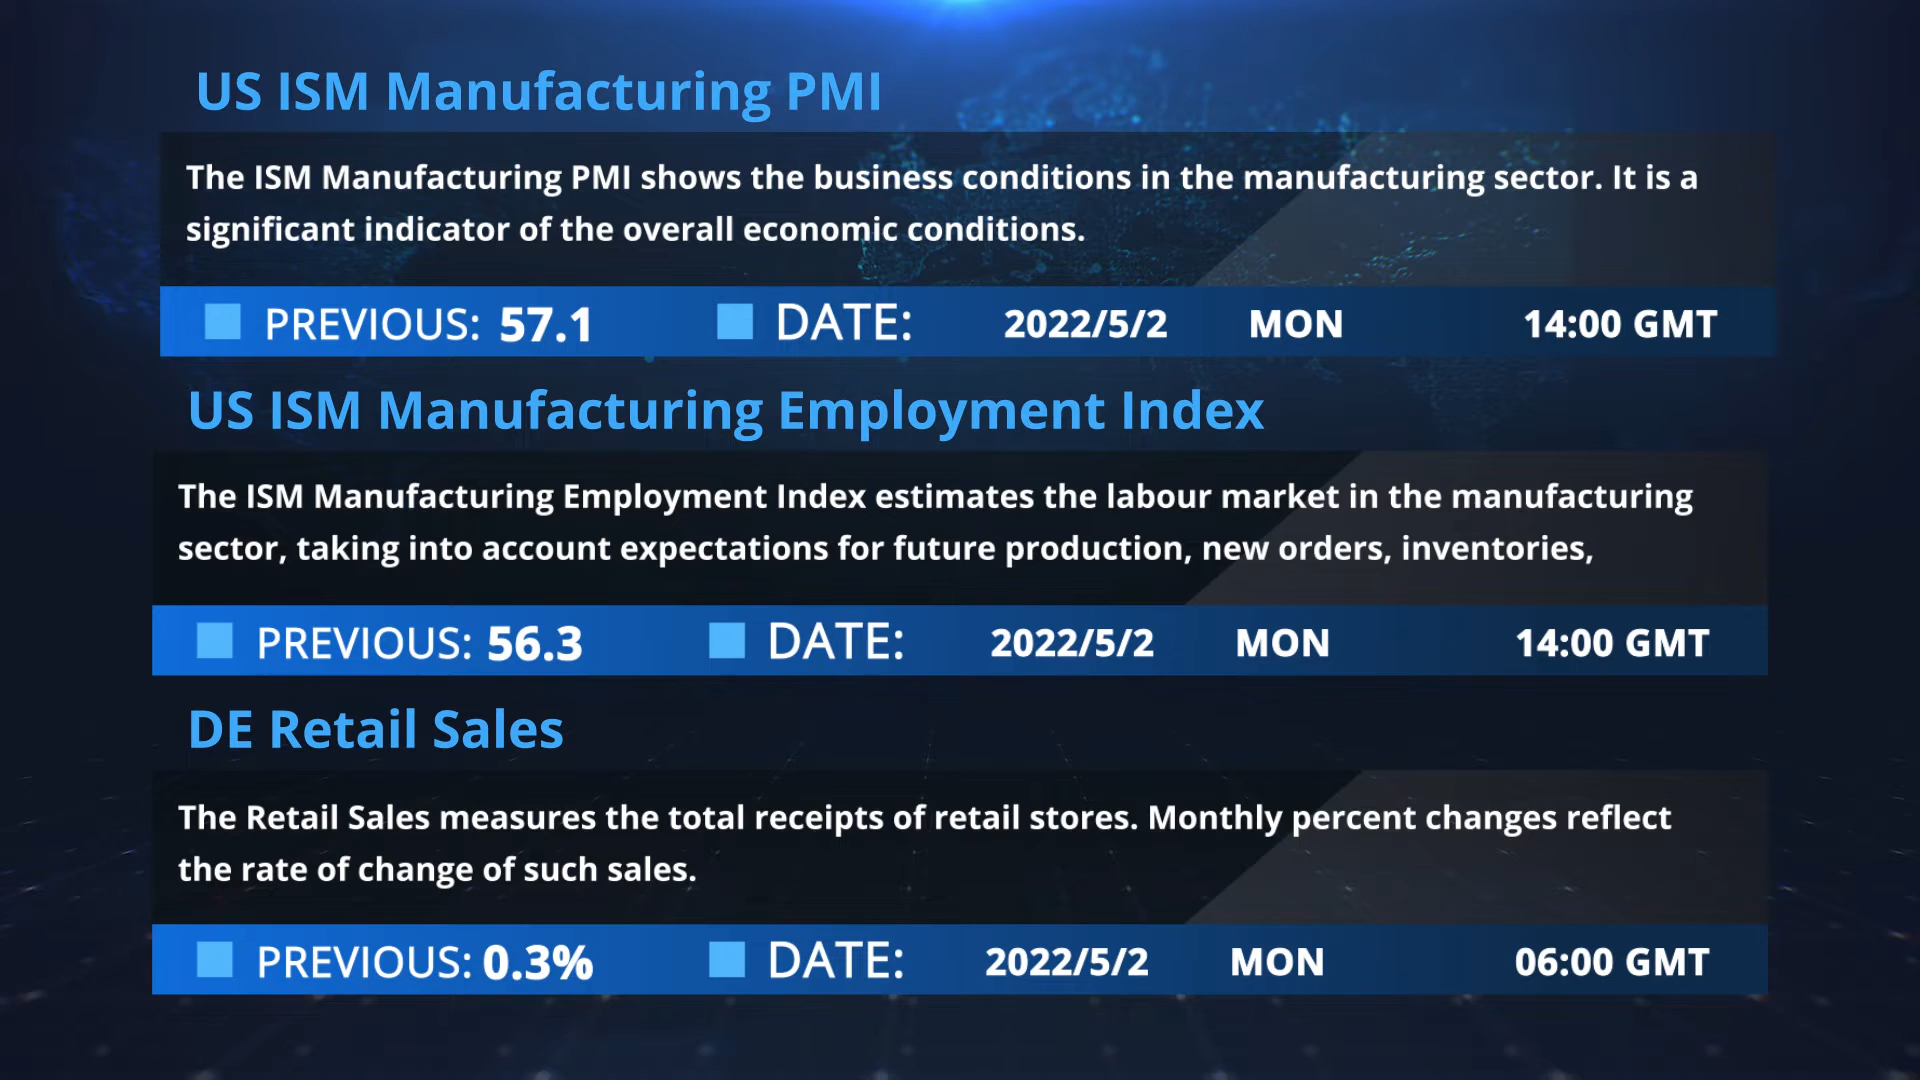 US ISM Manufacturing PMI
The ISM Manufacturing PMI shows the business conditions in the manufacturing sector. It is a
significant indicator of the overall economic conditions.
PREVIOUS: 57.1 DATE: 2022/5/2 MON 14:00 GMT
US ISM Manufacturing Employment Index
The ISM Manufacturing Employment Index estimates the labour market in the manufacturing
sector, taking into account expectations for future production, new orders, inventories,
PREVIOUS: 56.3 DATE: 2022/5/2 MON 14:00 GMT
DE Retail Sales
The Retail Sales measures the total receipts of retail stores. Monthly percent changes reflect
the rate of change of such sales.
PREVIOUS: 0.3% DATE: 2022/5/2 MON 06:00 GMT